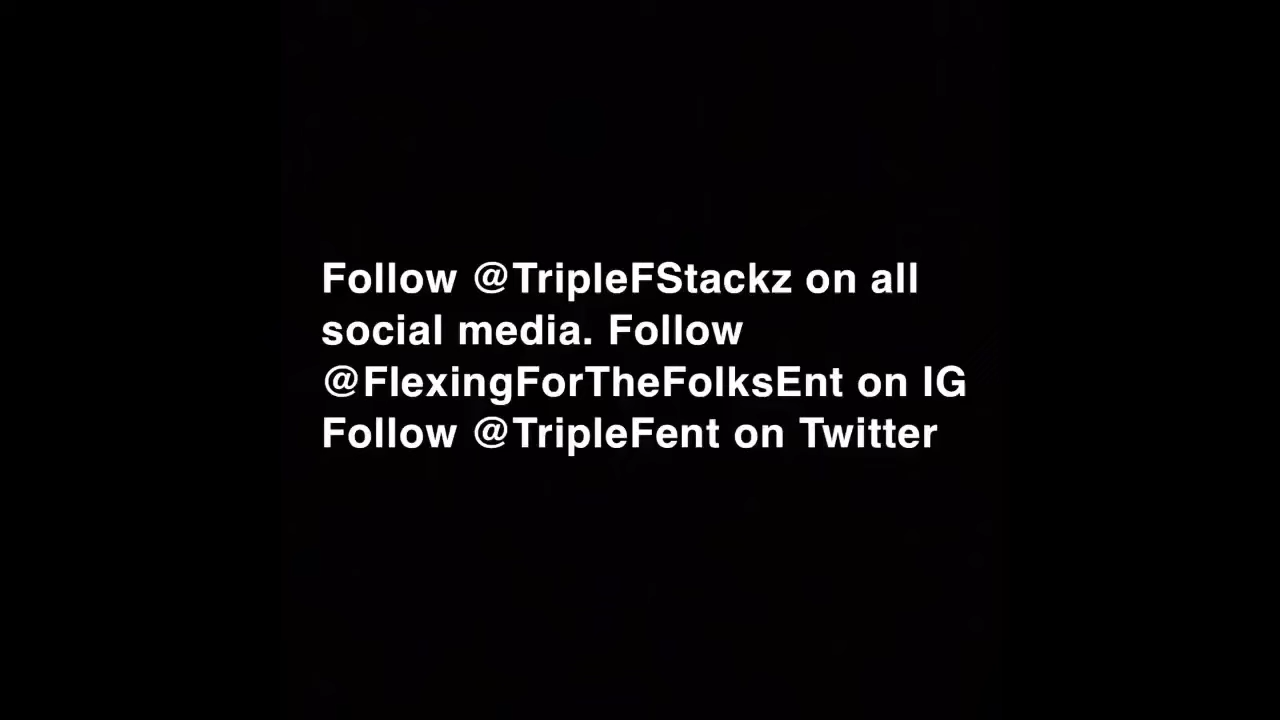 Follow @TripleFStackz on all
social media. Follow
@FlexingForTheFolksEnt on IG
Follow @TripleFent on Twitter